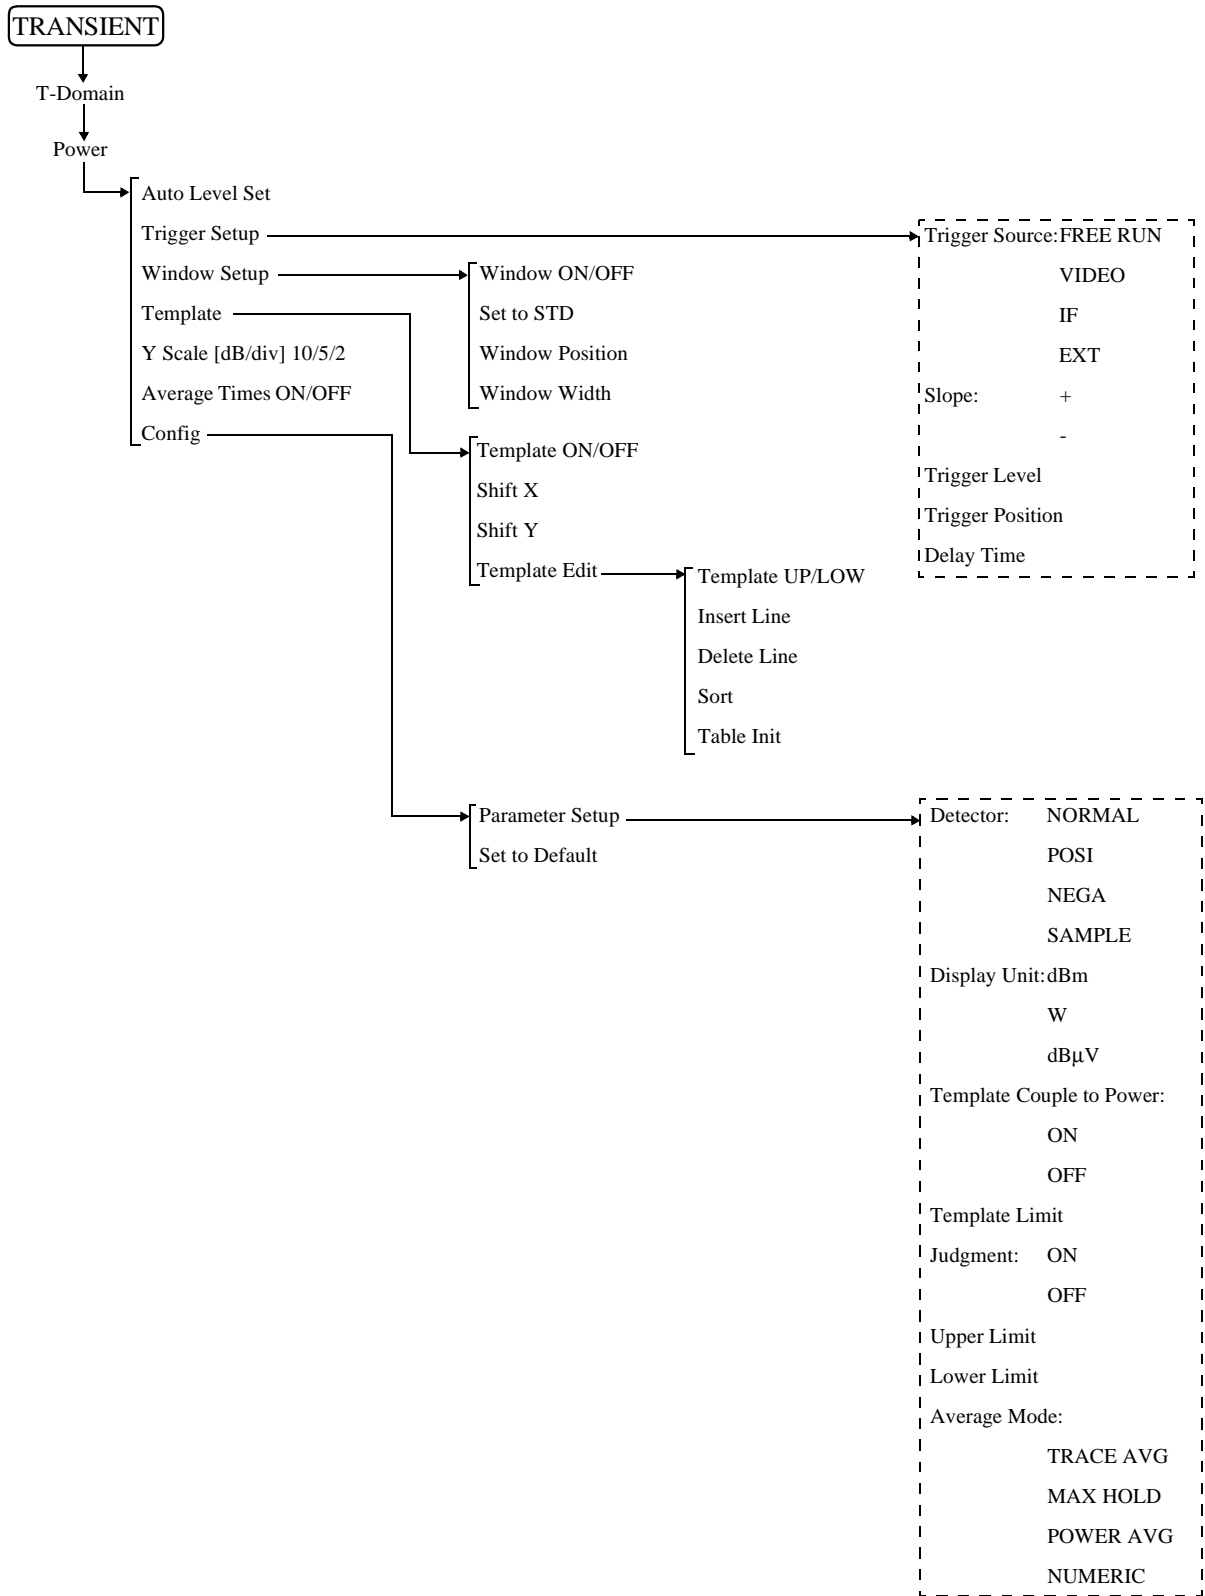 TRANSIENT
T-Domain
Power
Auto Level Set
Trigger Setup
Window Setup
Template
Y Scale [dB/div] 10/5/2
Average Times ON/OFF
Config
Window ON/OFF
Set to STD
Window Position
Window Width
Template ON/OFF
Shift X
Shift Y
Template Edit
Template UP/LOW
Insert Line
Delete Line
Sort
Table Init
Trigger Source:FREE RUN
VIDEO
IF
EXT
Slope: +
-
Trigger Level
Trigger Position
Delay Time
Parameter Setup
Set to Default
Detector: NORMAL
POSI
NEGA
SAMPLE
Display Unit:dBm
W
dBµV
Template Couple to Power:
ON
OFF
Template Limit
Judgment: ON
OFF
Upper Limit
Lower Limit
Average Mode:
TRACE AVG
MAX HOLD
POWER AVG
NUMERIC